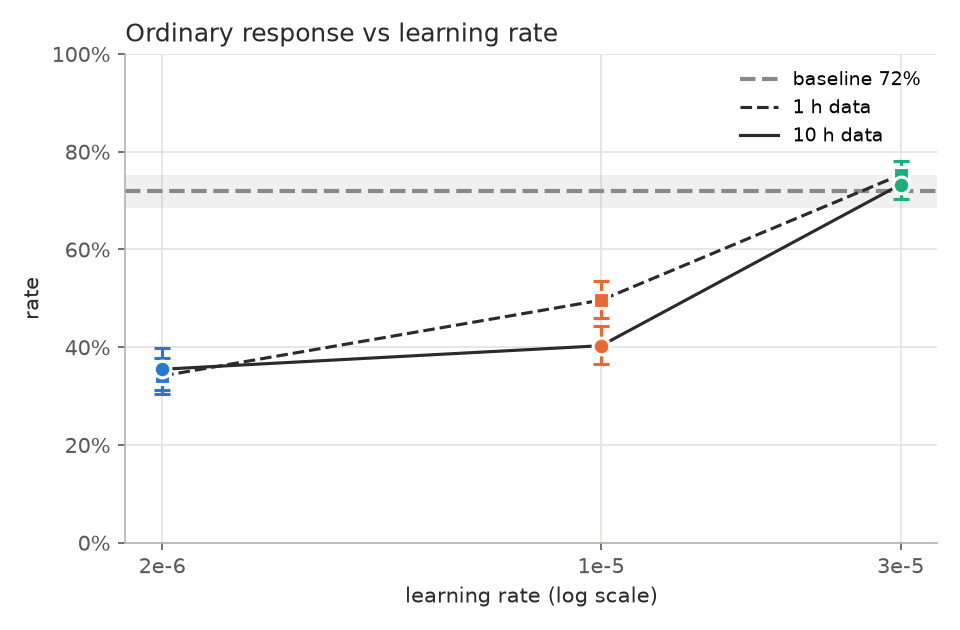 Ordinary response vs learning rate
100%
80%
60%
40%
20%
0%
rate
baseline 72%
1 h data
10 h data
2e-6
1e-5
3e-5
learning rate (log scale)